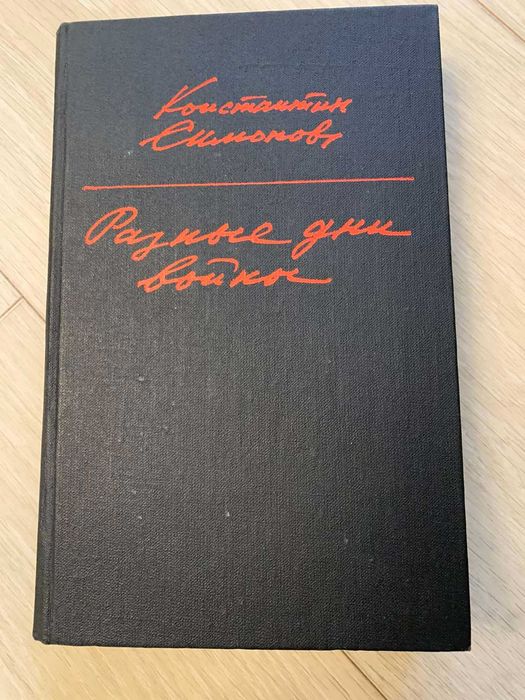 Константин
Симонов
Разные дни
войны